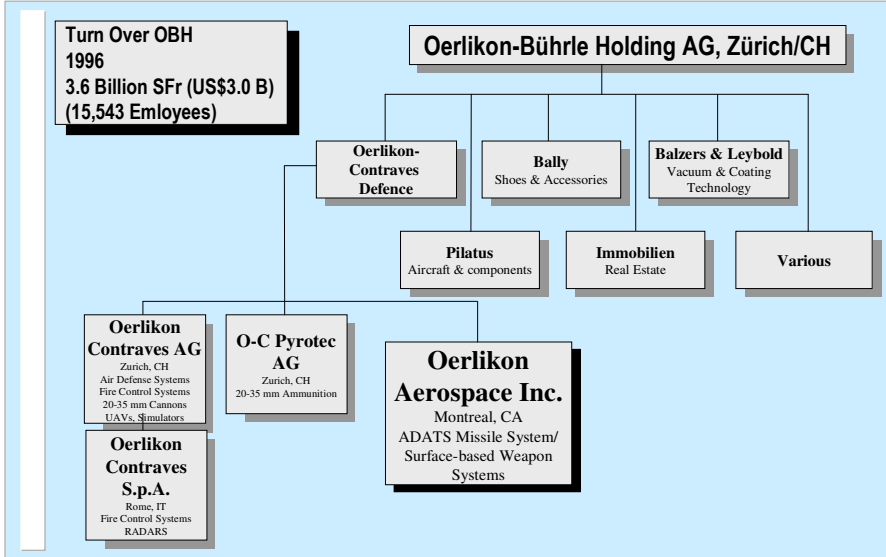 Turn Over OBH
1996
3.6 Billion SFr (US$3.0 B)
(15,543 Emloyees)
Oerlikon-Bührle Holding AG, Zürich/CH
Oerlikon-
Contraves
Defence
Bally
Shoes & Accessories
Balzers & Leybold
Vacuum & Coating
Technology
Pilatus
Aircraft & components
Immobilien
Real Estate
Various
Oerlikon
Contraves AG
Zurich, CH
Air Defense Systems
Fire Control Systems
20-35 mm Cannons
UAVs, Simulators
O-C Pyrotec
AG
Zurich, CH
20-35 mm Ammunition
Oerlikon
Aerospace Inc.
Montreal, CA
ADATS Missile System/
Surface-based Weapon
Systems
Oerlikon
Contraves
S.p.A.
Rome, IT
Fire Control Systems
RADARS